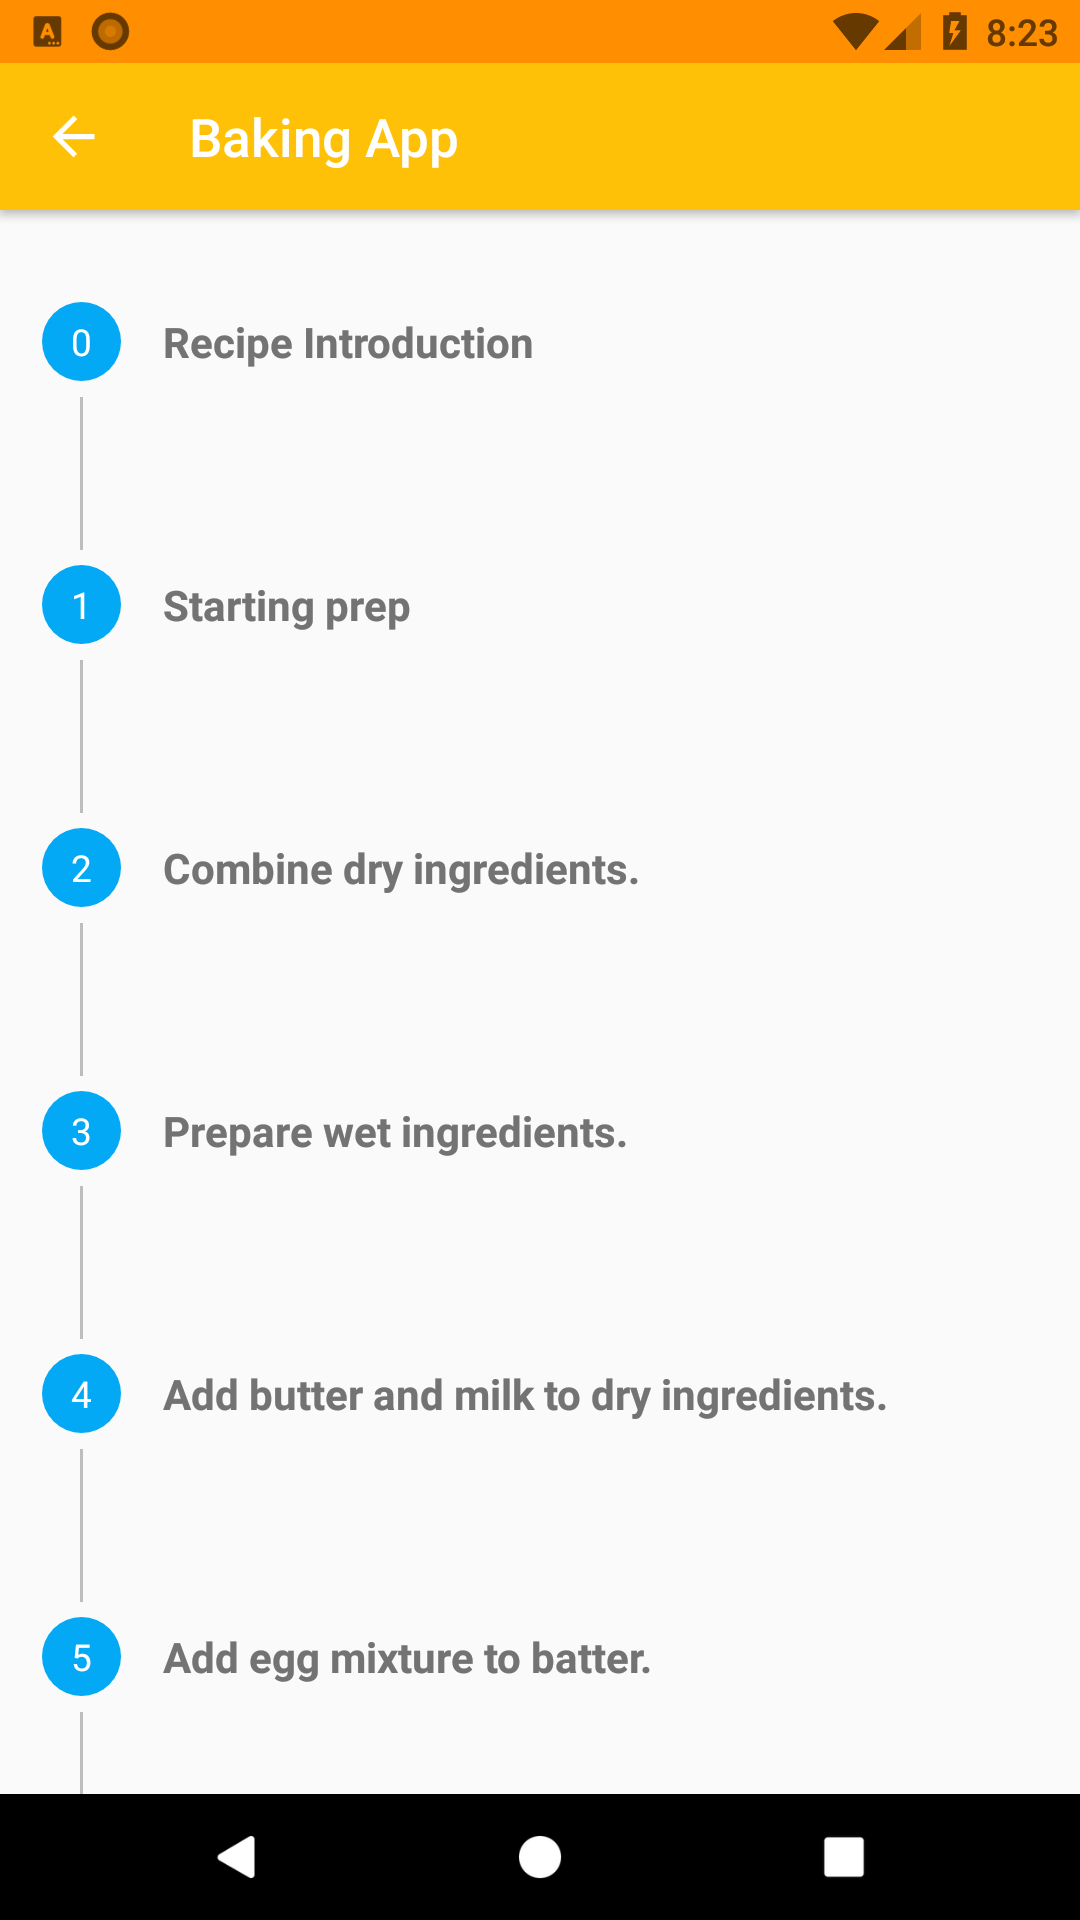 8:23
Baking App
0 Recipe Introduction
1 Starting prep
2 Combine dry ingredients.
3 Prepare wet ingredients.
4 Add butter and milk to dry ingredients.
5 Add egg mixture to batter.